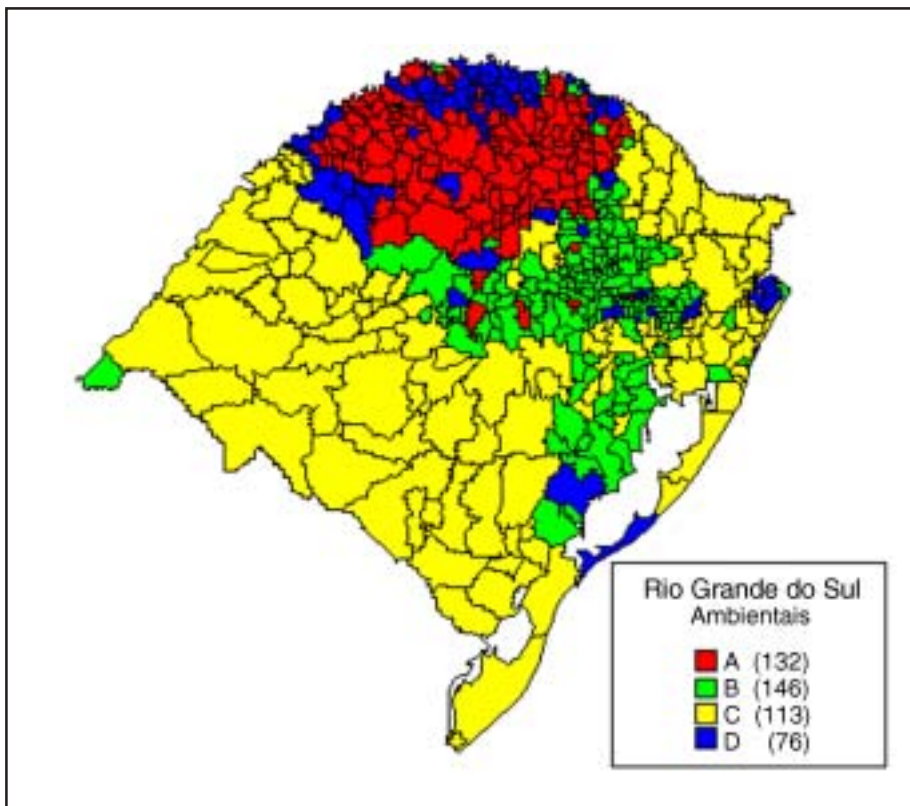 Rio Grande do Sul
Ambientais
A (132)
B (146)
C (113)
D (76)